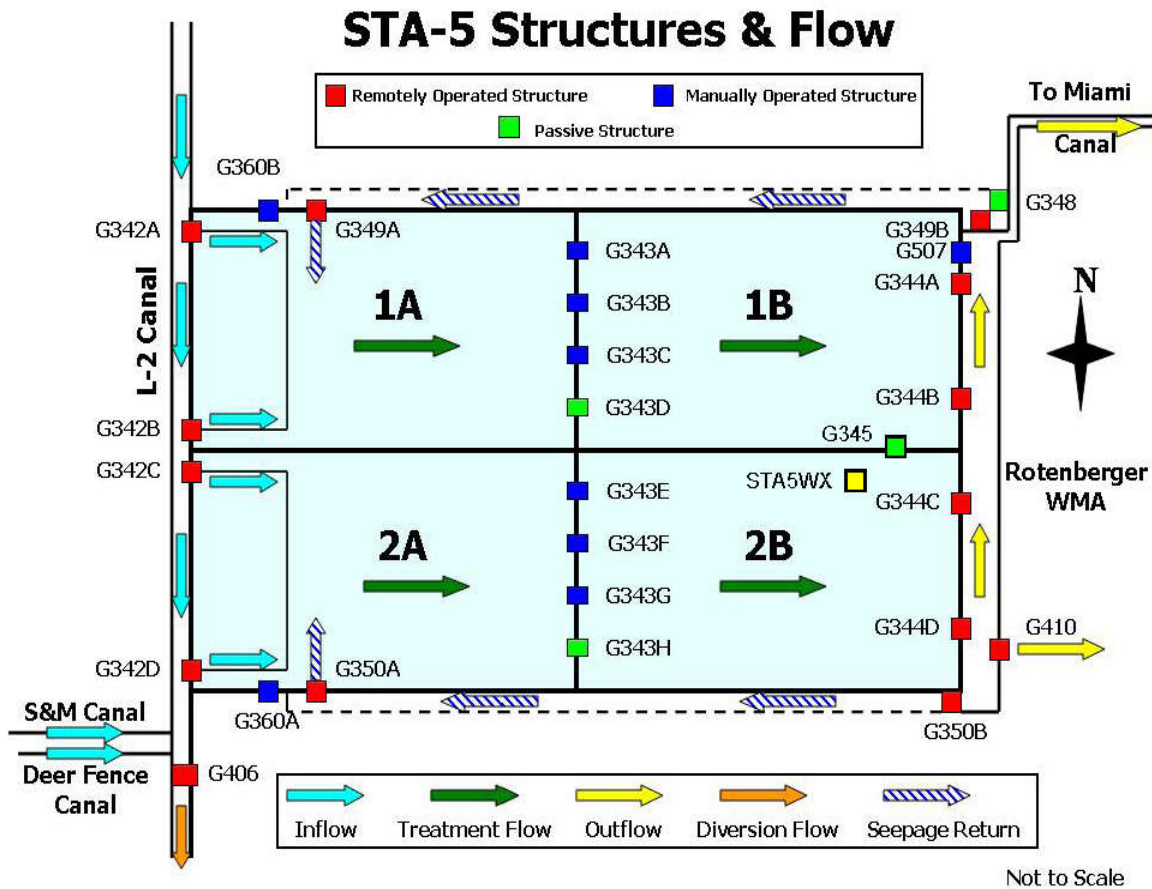 STA-5 Structures & Flow
Remotely Operated Structure
Manually Operated Structure
Passive Structure
To Miami
Canal
G360B
G348
G342A
G349A
G349B
G343A
G507
G344A
N
1A
1B
G343B
L-2 Canal
G343C
G344B
G343D
G342B
G345
G342C
STA5WX
Rotenberger
WMA
G343E
G344C
2A
2B
G343F
G343G
G344D
G410
G343H
G342D
G350A
S&M Canal
G360A
G350B
Deer Fence
Canal
G406
Inflow
Treatment Flow
Outflow
Diversion Flow
Seepage Return
Not to Scale